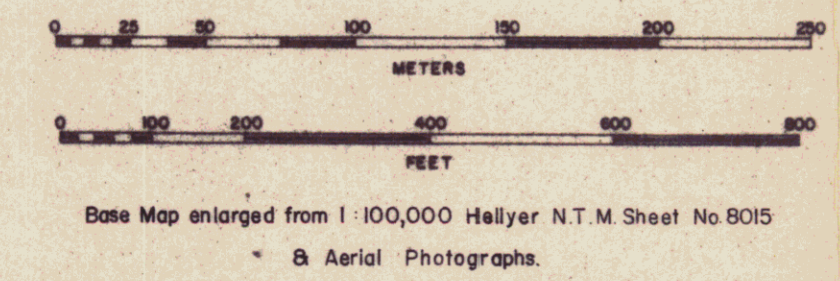 0 25 50 100 150 200 250
METERS
0 100 200 400 600 800
FEET
Base Map enlarged from 1:100,000 Hellyer N.T.M. Sheet No.8015
& Aerial Photographs.